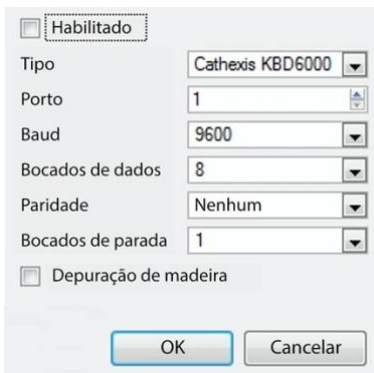 Habilitado
Tipo Cathexis KBD6000
Porto 1
Baud 9600
Bocados de dados 8
Paridade Nenhum
Bocados de parada 1
Depuração de madeira
OK Cancelar